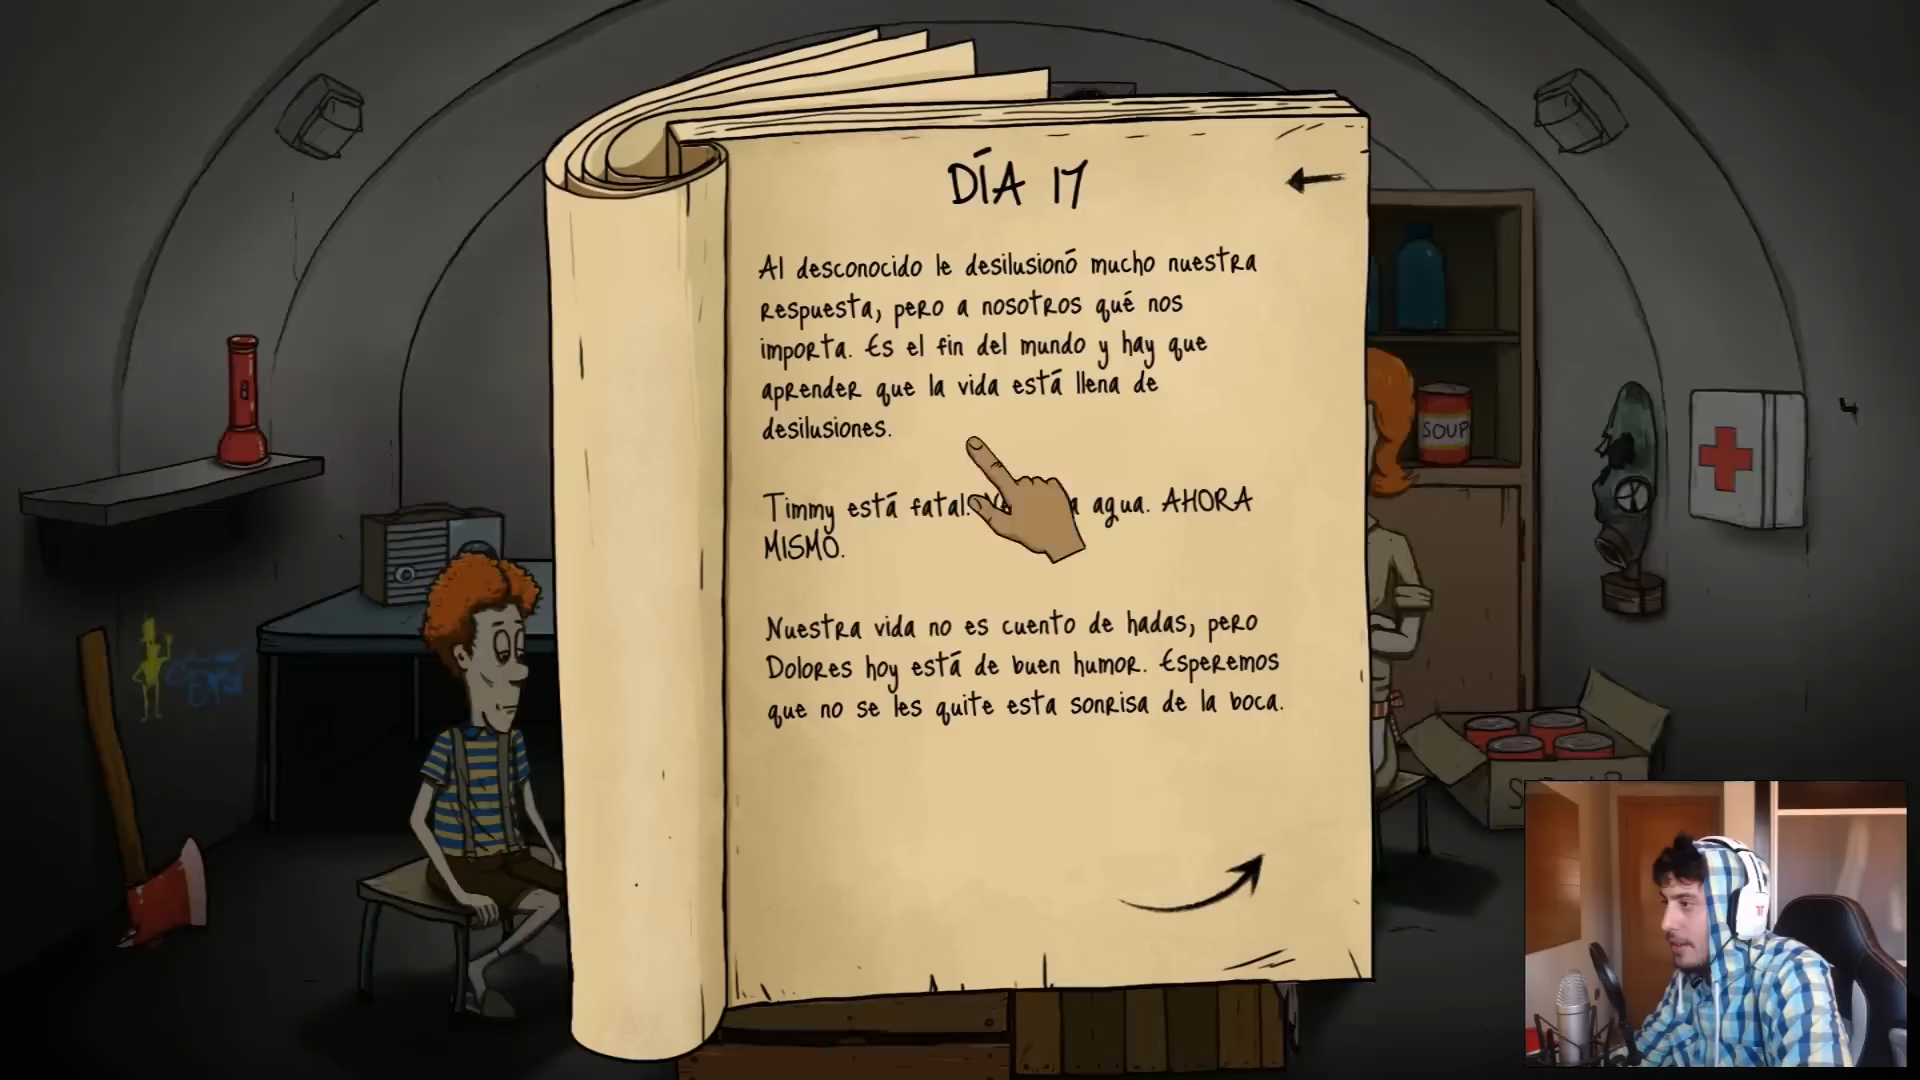 DÍA 17
Al desconocido le desilusionó mucho nuestra
respuesta, pero a nosotros qué nos
importa. Es el fin del mundo y hay que
aprender que la vida está llena de
desilusiones.
Timmy está fatal. agua. AHORA
MISMO.
Nuestra vida no es cuento de hadas, pero
Dolores hoy está de buen humor. Esperemos
que no se les quite esta sonrisa de la boca.
SOUP